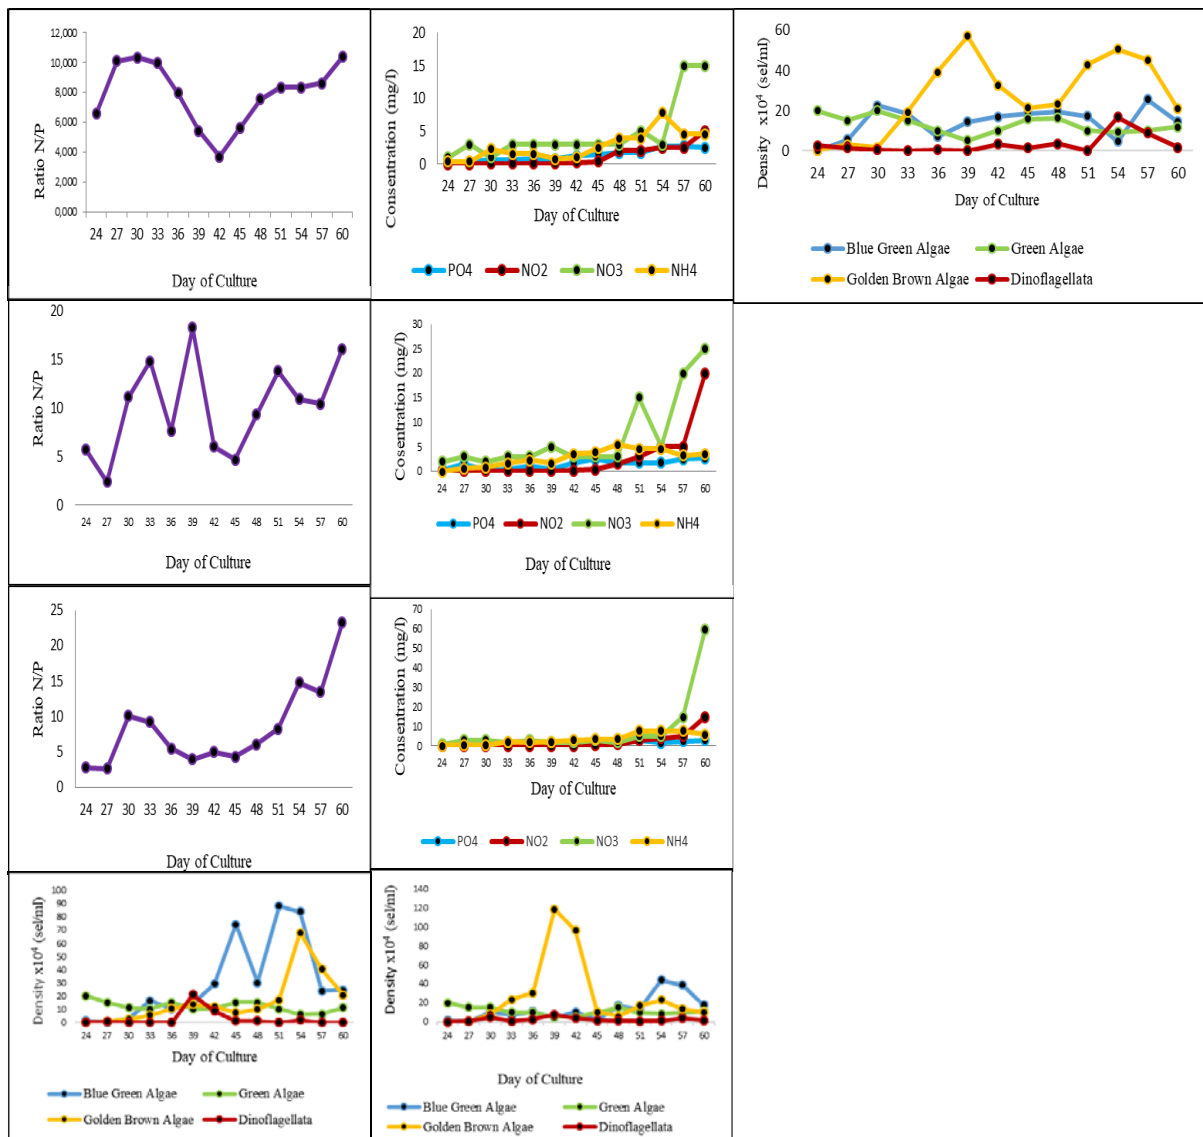 12,000
10,000
8,000
6,000
4,000
2,000
0,000
Ratio N/P
24 27 30 33 36 39 42 45 48 51 54 57 60
Day of Culture
20
15
10
5
0
Consentration (mg/l)
24 27 30 33 36 39 42 45 48 51 54 57 60
Day of Culture
PO4 NO2 NO3 NH4
60
40
20
0
Density x10⁴ (sel/ml)
24 27 30 33 36 39 42 45 48 51 54 57 60
Day of Culture
Blue Green Algae Green Algae
Golden Brown Algae Dinoflagellata
20
15
10
5
0
Ratio N/P
24 27 30 33 36 39 42 45 48 51 54 57 60
Day of Culture
30
25
20
15
10
5
0
Cosentration (mg/l)
24 27 30 33 36 39 42 45 48 51 54 57 60
PO4 NO2 NO3 NH4
Day of Culture
25
20
15
10
5
0
Ratio N/P
24 27 30 33 36 39 42 45 48 51 54 57 60
Day of Culture
70
60
50
40
30
20
10
0
Consentration (mg/l)
24 27 30 33 36 39 42 45 48 51 54 57 60
Day of Culture
PO4 NO2 NO3 NH4
100
90
80
70
60
50
40
30
20
10
0
Density x10⁴ (sel/ml)
24 27 30 33 36 39 42 45 48 51 54 57 60
Day of Culture
Blue Green Algae Green Algae
Golden Brown Algae Dinoflagellata
140
120
100
80
60
40
20
0
Density x10⁴ (sel/ml)
24 27 30 33 36 39 42 45 48 51 54 57 60
Day of Culture
Blue Green Algae Green Algae
Golden Brown Algae Dinoflagellata